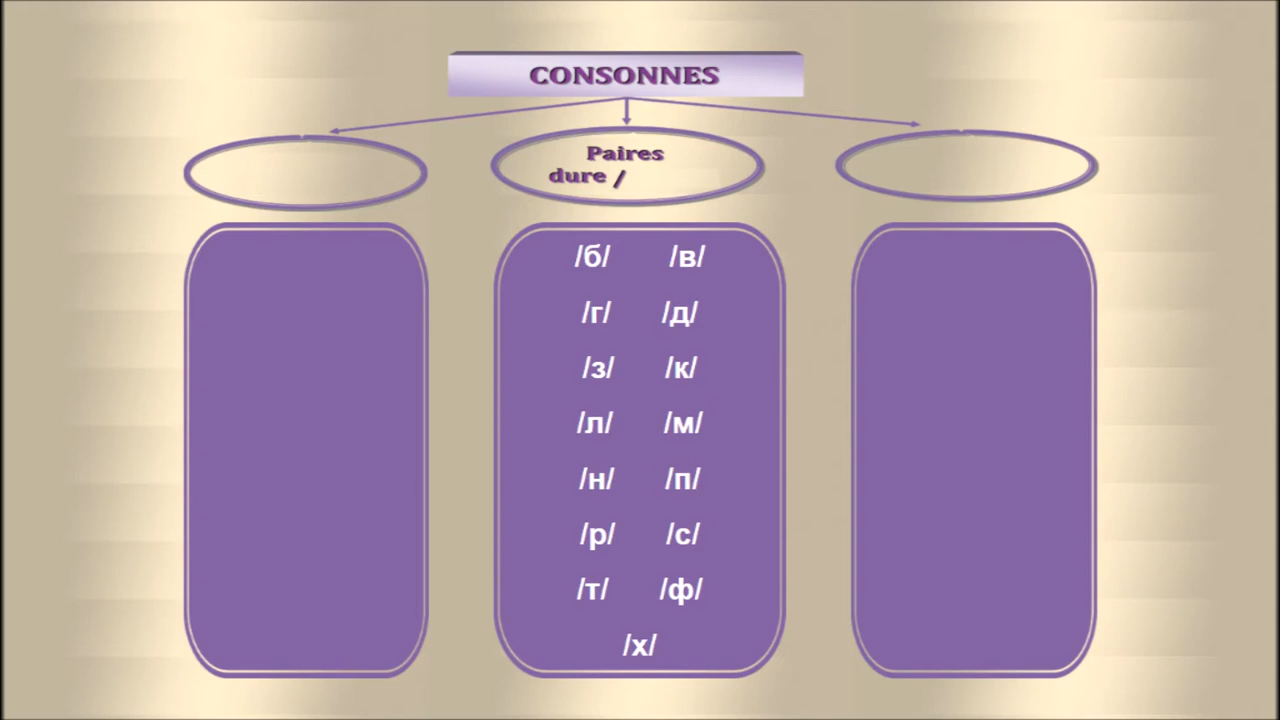 CONSONNES
Paires
dure /
/б/ /в/
/г/ /д/
/з/ /к/
/л/ /м/
/н/ /п/
/р/ /с/
/т/ /ф/
/х/